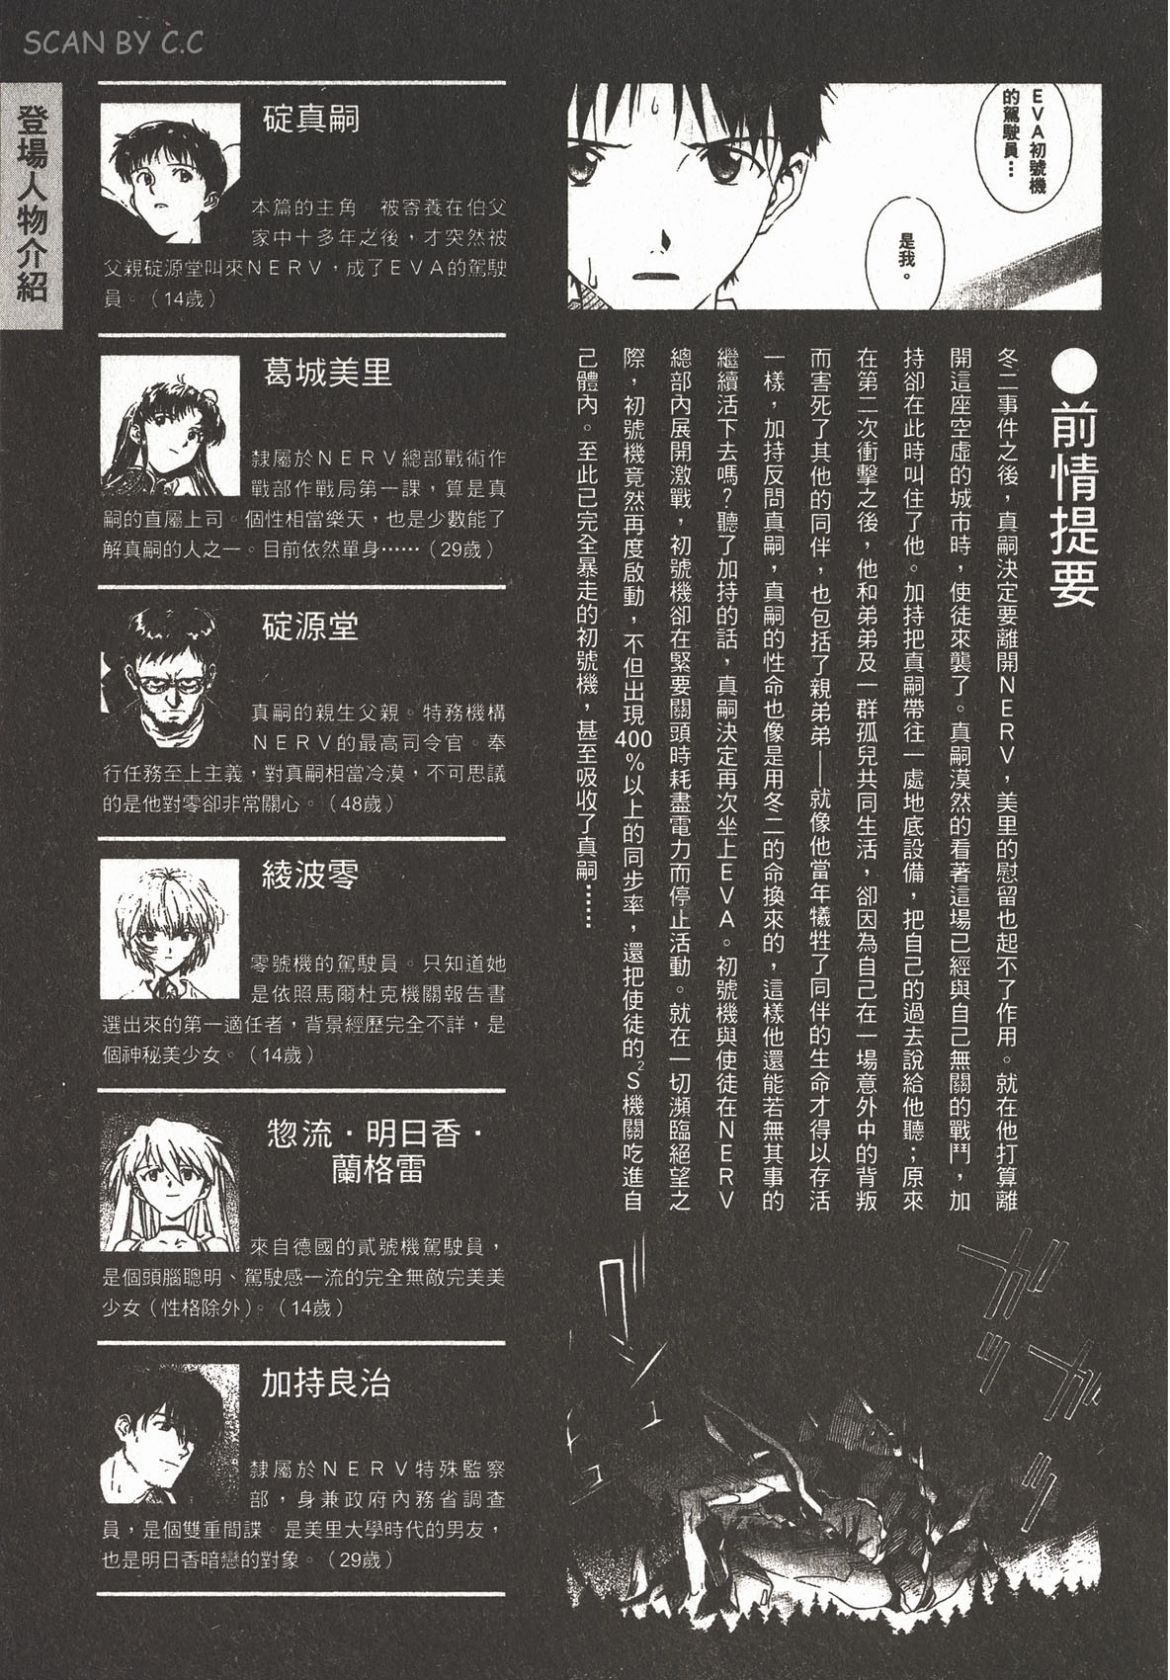 SCAN BY C.C
EVA初號機
的駕駛員…
是我。
●前情提要
冬二事件之後，真嗣決定要離開NERV，美里的慰留也起不了作用。就在他打算離
開這座空虛的城市時，使徒來襲了。真嗣漠然的看著這場已經與自己無關的戰鬥，加
持卻在此時叫住了他。加持把真嗣帶往一處地底設備，把自己的過去說給他聽；原來
在第二次衝擊之後，他和弟弟及一群孤兒共同生活，卻因為自己在一場意外中的背叛
而害死了其他的同伴，也包括了親弟弟——就像他當年犧牲了同伴的生命才得以存活
一樣，加持反問真嗣，真嗣的性命也像是用冬二的命換來的，這樣他還能若無其事的
繼續活下去嗎？聽了加持的話，真嗣決定再次坐上EVA。初號機與使徒在NERV
總部內展開激戰，初號機卻在緊要關頭時耗盡電力而停止活動。就在一切瀕臨絕望之
際，初號機竟然再度啟動，不但出現400%以上的同步率，還把使徒的S²機關吃進自
己體內。至此已完全暴走的初號機，甚至吸收了真嗣……
ガガ
ギギッ
ッ
登場人物介紹
碇真嗣
本篇的主角。被寄養在伯父
家中十多年之後，才突然被
父親碇源堂叫來NERV，成了EVA的駕駛
員。（14歲）
葛城美里
隸屬於NERV總部戰術作
戰部作戰局第一課，算是真
嗣的直屬上司。個性相當樂天，也是少數能了
解真嗣的人之一。目前依然單身……（29歲）
碇源堂
真嗣的親生父親。特務機構
NERV的最高司令官。奉
行任務至上主義，對真嗣相當冷漠，不可思議
的是他對零卻非常關心。（48歲）
綾波零
零號機的駕駛員。只知道她
是依照馬爾杜克機關報告書
選出來的第一適任者，背景經歷完全不詳，是
個神秘美少女。（14歲）
惣流．明日香．
蘭格雷
來自德國的貳號機駕駛員，
是個頭腦聰明、駕駛感一流的完全無敵完美美
少女（性格除外）。（14歲）
加持良治
隸屬於NERV特殊監察
部，身兼政府內務省調查
員，是個雙重間諜。是美里大學時代的男友，
也是明日香暗戀的對象。（29歲）